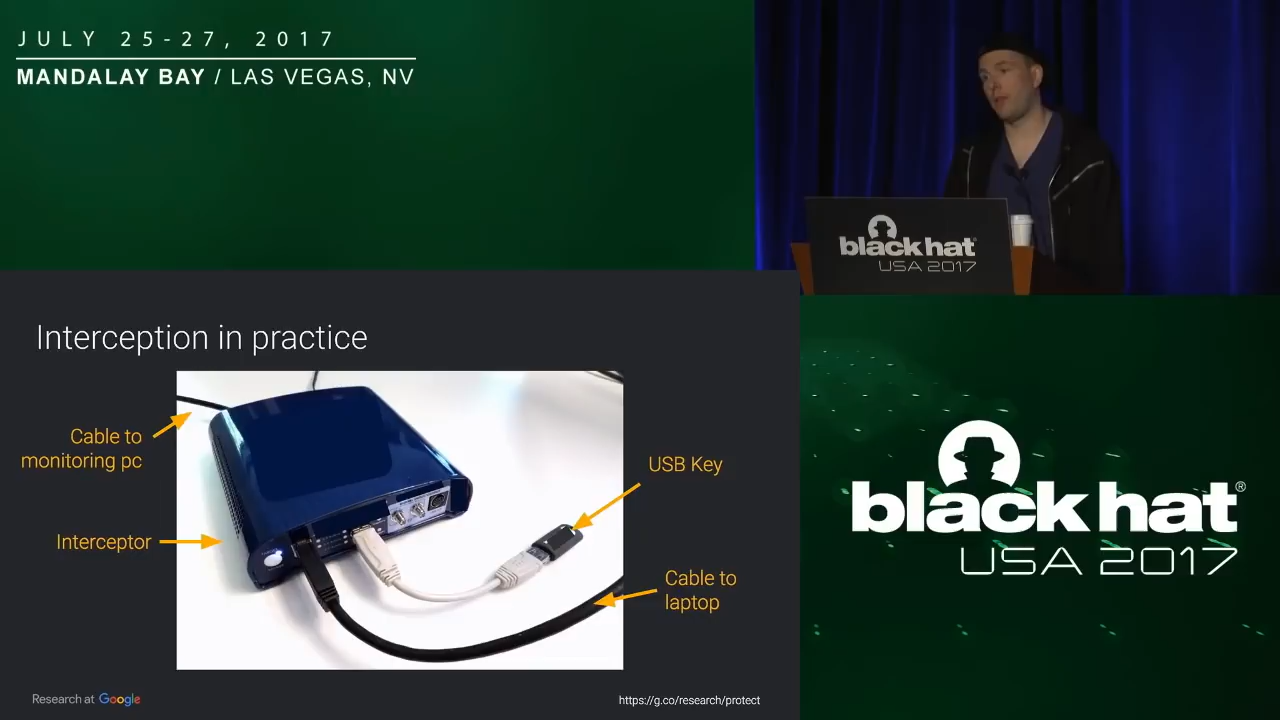 JULY 25-27, 2017
MANDALAY BAY / LAS VEGAS, NV
black hat
USA 2017
Interception in practice
Cable to
monitoring pc
USB Key
Interceptor
Cable to
laptop
black hat®
USA 2017
Research at Google
https://g.co/research/protect